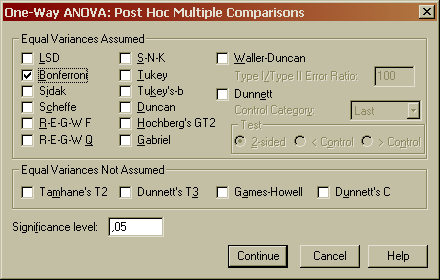 One-Way ANOVA: Post Hoc Multiple Comparisons
Equal Variances Assumed
LSD S-N-K Waller-Duncan
Bonferroni Tukey Type I/Type II Error Ratio: 100
Sidak Tukey's-b Dunnett
Scheffe Duncan Control Category: Last
R-E-G-W F Hochberg's GT2 Test
R-E-G-W Q Gabriel 2-sided < Control > Control
Equal Variances Not Assumed
Tamhane's T2 Dunnett's T3 Games-Howell Dunnett's C
Significance level: ,05
Continue Cancel Help